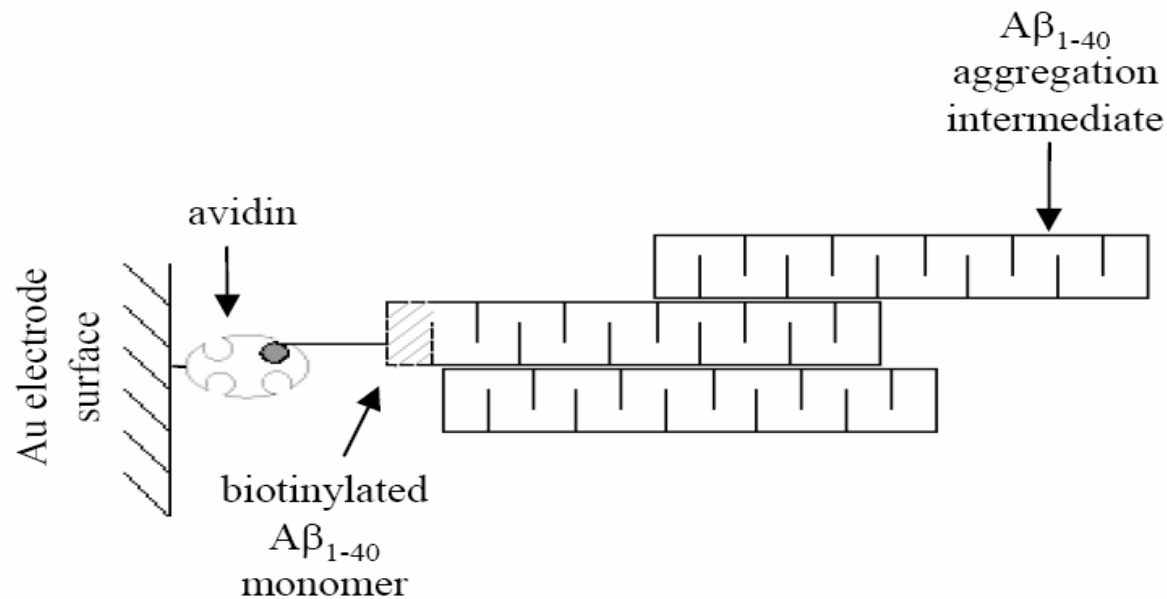 Aβ₁₋₄₀
aggregation
intermediate
avidin
Au electrode
surface
biotinylated
Aβ₁₋₄₀
monomer